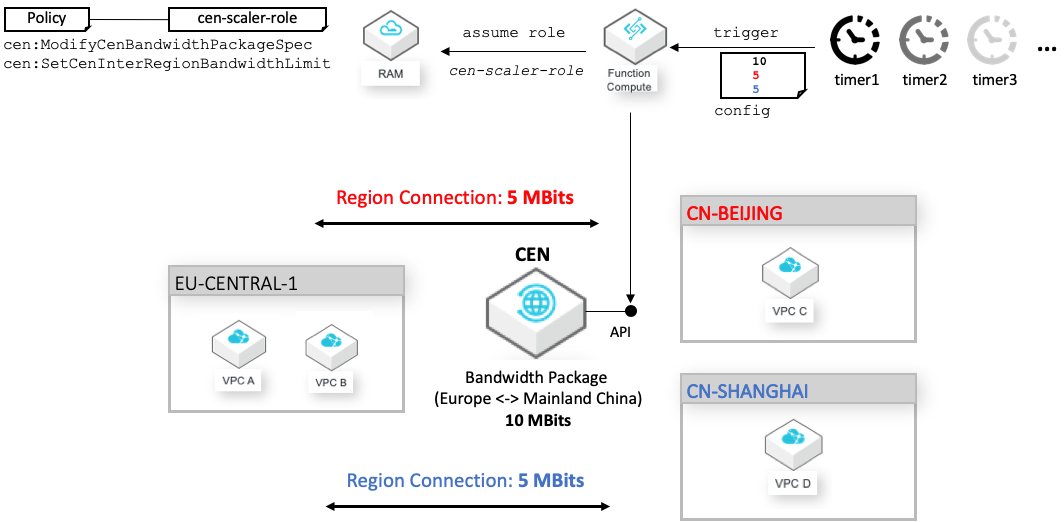 Policy
cen-scaler-role
cen:ModifyCenBandwidthPackageSpec
cen:SetCenInterRegionBandwidthLimit
RAM
assume role
cen-scaler-role
Function
Compute
trigger
10
5
5
config
timer1
timer2
timer3
...
Region Connection: 5 MBits
CN-BEIJING
VPC C
CEN
EU-CENTRAL-1
VPC A
VPC B
API
Bandwidth Package
(Europe <-> Mainland China)
10 MBits
CN-SHANGHAI
VPC D
Region Connection: 5 MBits